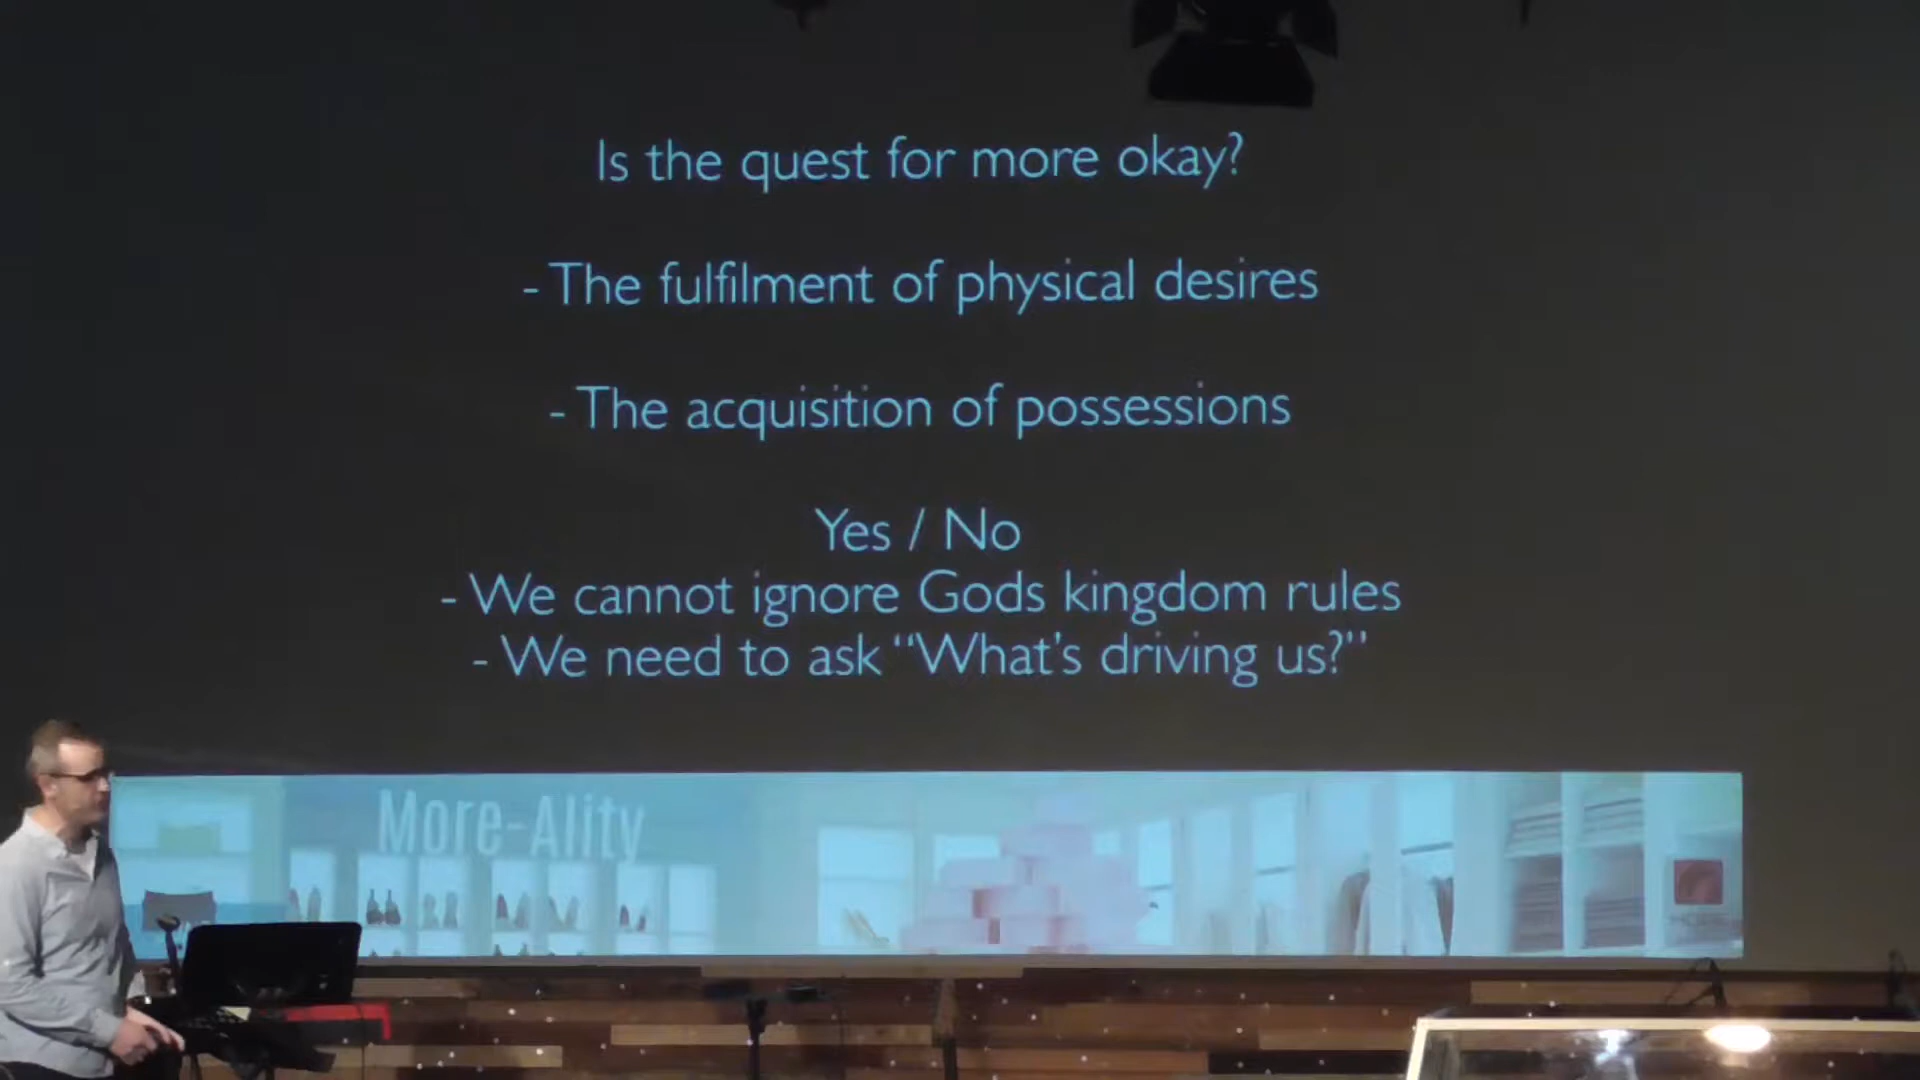 Is the quest for more okay?
- The fulfilment of physical desires
- The acquisition of possessions
Yes / No
- We cannot ignore Gods kingdom rules
- We need to ask “What’s driving us?”
More-Ality